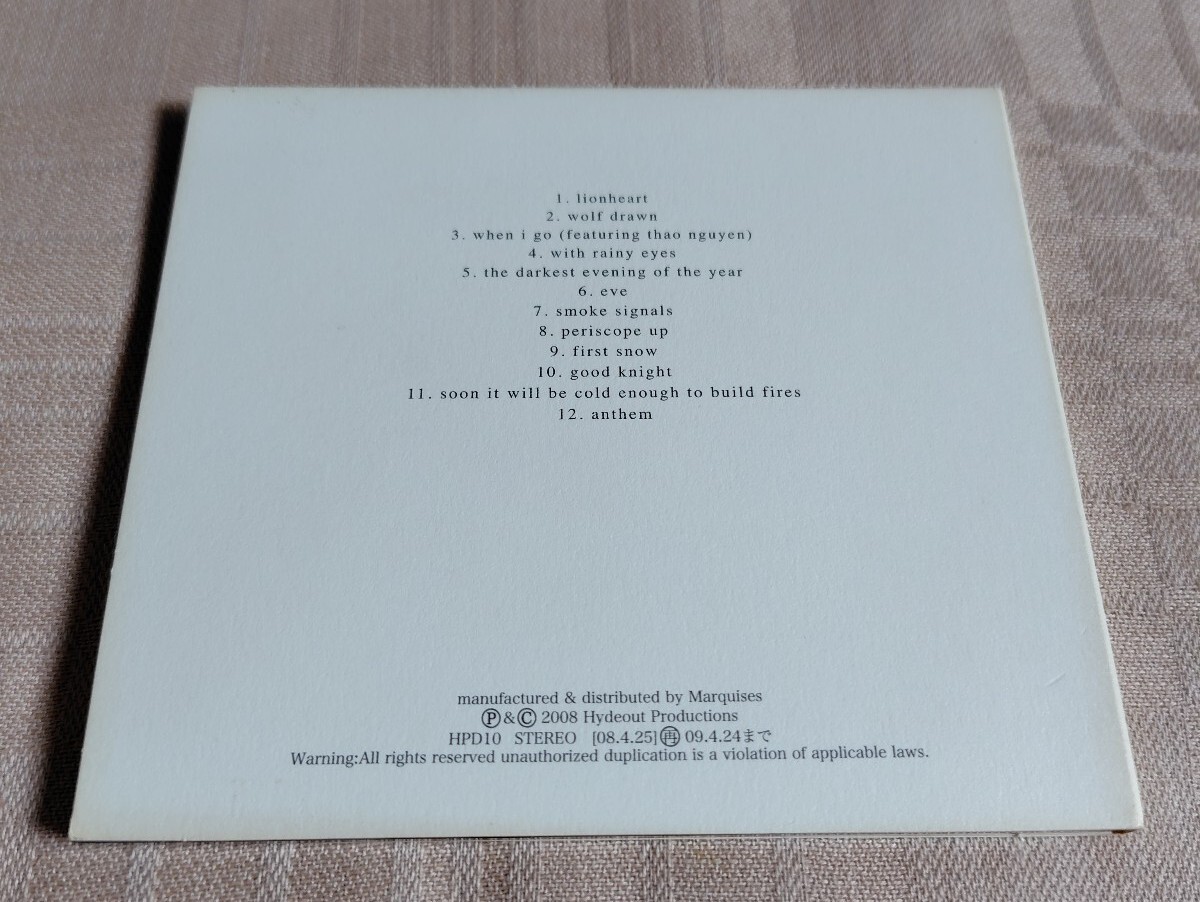 1. lionheart
2. wolf drawn
3. when i go (featuring thao nguyen)
4. with rainy eyes
5. the darkest evening of the year
6. eve
7. smoke signals
8. periscope up
9. first snow
10. good knight
11. soon it will be cold enough to build fires
12. anthem
manufactured & distributed by Marquises
Ⓟ&Ⓒ 2008 Hydeout Productions
HPD10 STEREO [08.4.25]㊢ 09.4.24まで
Warning:All rights reserved unauthorized duplication is a violation of applicable laws.